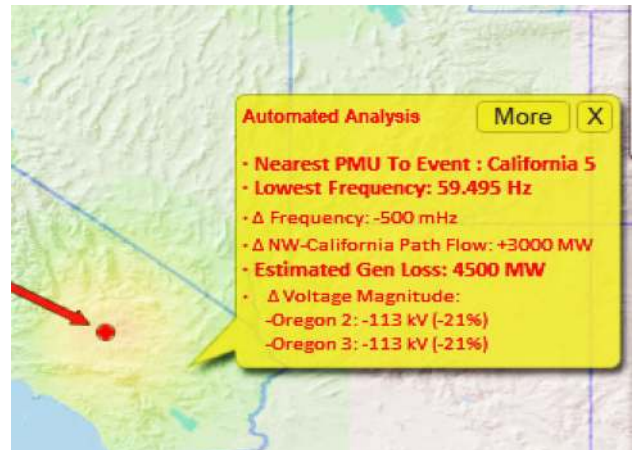 Automated Analysis More X
· Nearest PMU To Event : California 5
· Lowest Frequency: 59.495 Hz
· Δ Frequency: -500 mHz
· Δ NW-California Path Flow: +3000 MW
· Estimated Gen Loss: 4500 MW
· Δ Voltage Magnitude:
-Oregon 2: -113 kV (-21%)
-Oregon 3: -113 kV (-21%)